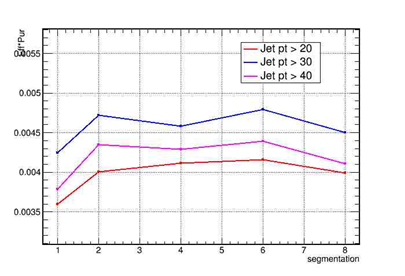 Eff*Pur
0.0055
0.005
0.0045
0.004
0.0035
Jet pt > 20
Jet pt > 30
Jet pt > 40
1 2 3 4 5 6 7 8
segmentation